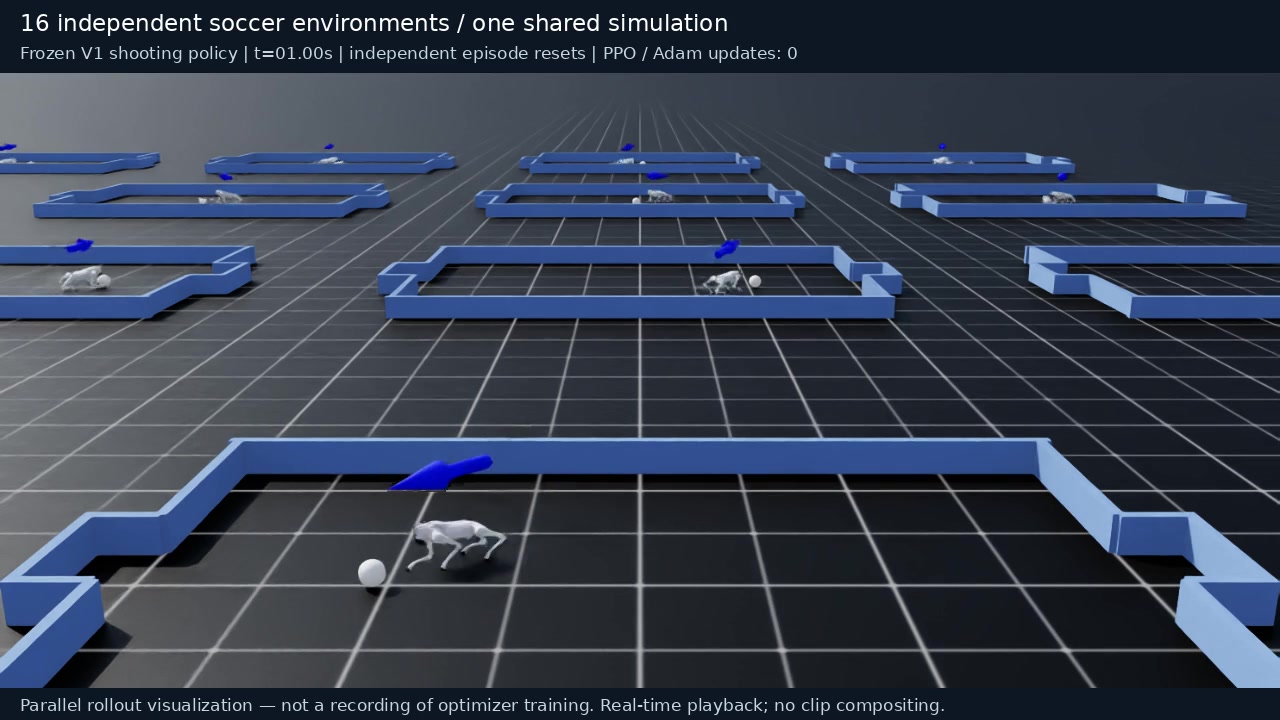 16 independent soccer environments / one shared simulation
Frozen V1 shooting policy | t=01.00s | independent episode resets | PPO / Adam updates: 0
Parallel rollout visualization — not a recording of optimizer training. Real-time playback; no clip compositing.